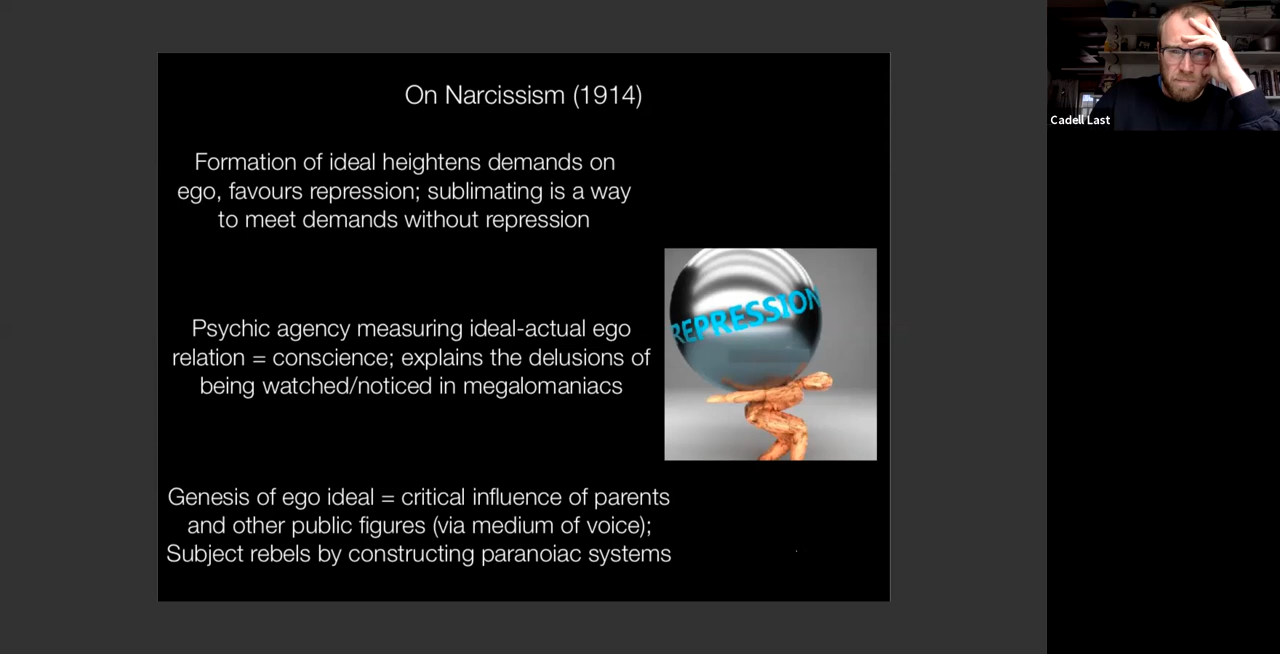 On Narcissism (1914)
Formation of ideal heightens demands on
ego, favours repression; sublimating is a way
to meet demands without repression
REPRESSION
Psychic agency measuring ideal-actual ego
relation = conscience; explains the delusions of
being watched/noticed in megalomaniacs
Genesis of ego ideal = critical influence of parents
and other public figures (via medium of voice);
Subject rebels by constructing paranoiac systems
Cadell Last